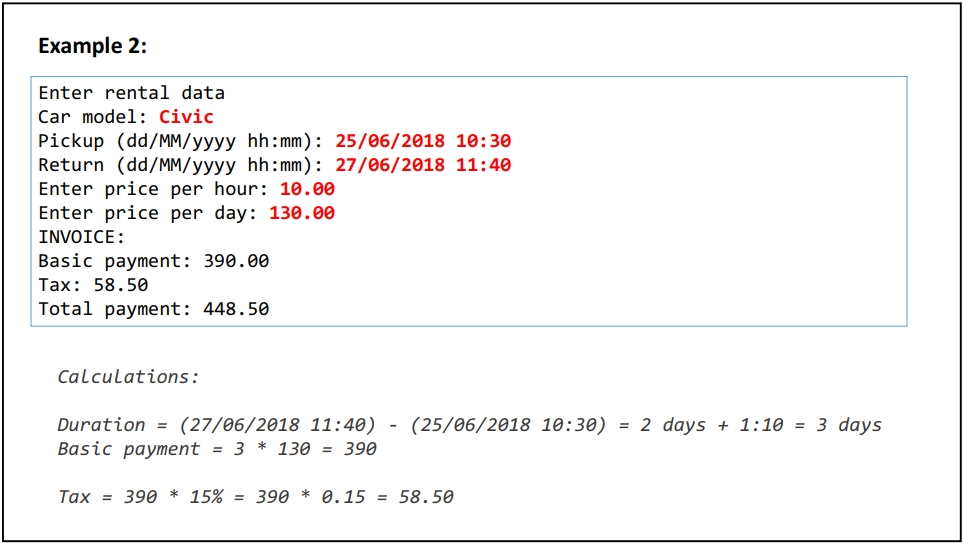 Example 2:
Enter rental data
Car model: Civic
Pickup (dd/MM/yyyy hh:mm): 25/06/2018 10:30
Return (dd/MM/yyyy hh:mm): 27/06/2018 11:40
Enter price per hour: 10.00
Enter price per day: 130.00
INVOICE:
Basic payment: 390.00
Tax: 58.50
Total payment: 448.50
Calculations:
Duration = (27/06/2018 11:40) - (25/06/2018 10:30) = 2 days + 1:10 = 3 days
Basic payment = 3 * 130 = 390
Tax = 390 * 15% = 390 * 0.15 = 58.50